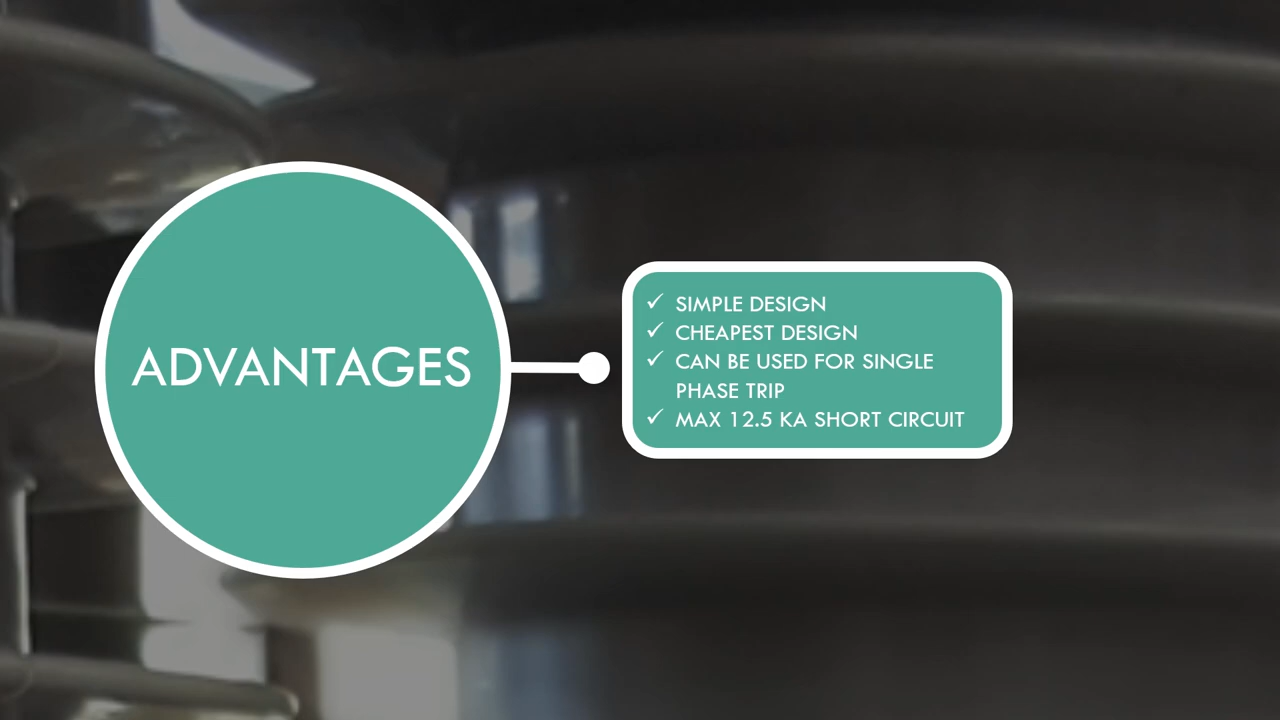 ADVANTAGES
✓ SIMPLE DESIGN
✓ CHEAPEST DESIGN
✓ CAN BE USED FOR SINGLE
PHASE TRIP
✓ MAX 12.5 KA SHORT CIRCUIT